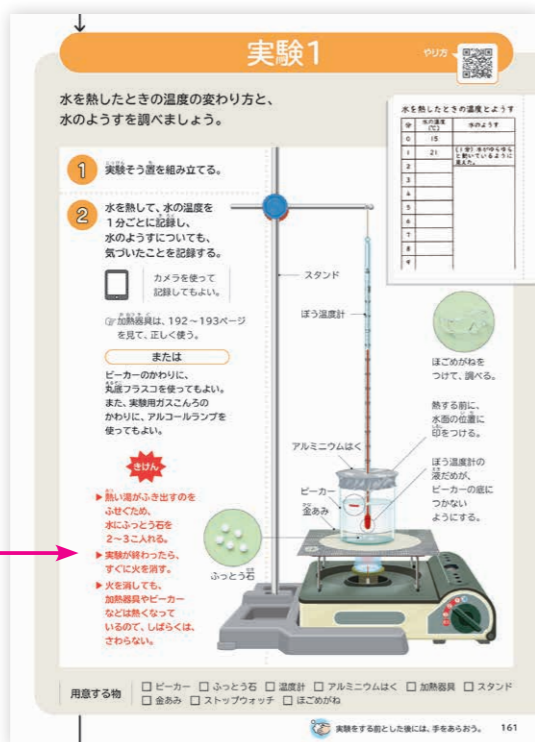 実験1
やり方
水を熱したときの温度の変わり方と、
水のようすを調べましょう。
水を熱したときの温度とようす
分 水の温度(℃) 水のようす
0 15
1 21 (1分)水がゆらゆらと動いているように見えた。
2
3
4
5
6
7
8
9
1 実験そう置を組み立てる。
2 水を熱して、水の温度を
1分ごとに記録し、
水のようすについても、
気づいたことを記録する。
カメラを使って
記録してもよい。
加熱器具は、192〜193ページ
を見て、正しく使う。
または
ビーカーのかわりに、
丸底フラスコを使ってもよい。
また、実験用ガスこんろの
かわりに、アルコールランプを
使ってもよい。
きけん
▶熱い湯がふき出すのを
ふせぐため、
水にふっとう石を
2〜3こ入れる。
▶実験が終わったら、
すぐに火を消す。
▶火を消しても、
加熱器具やビーカー
などは熱くなって
いるので、しばらくは、
さわらない。
スタンド
ぼう温度計
ほごめがねを
つけて、調べる。
熱する前に、
水面の位置に
印をつける。
アルミニウムはく
ぼう温度計の
液だめが、
ビーカーの底に
つかない
ようにする。
ビーカー
金あみ
ふっとう石
用意する物 □ビーカー □ふっとう石 □温度計 □アルミニウムはく □加熱器具 □スタンド
□金あみ □ストップウォッチ □ほごめがね
実験をする前とした後には、手をあらおう。 161